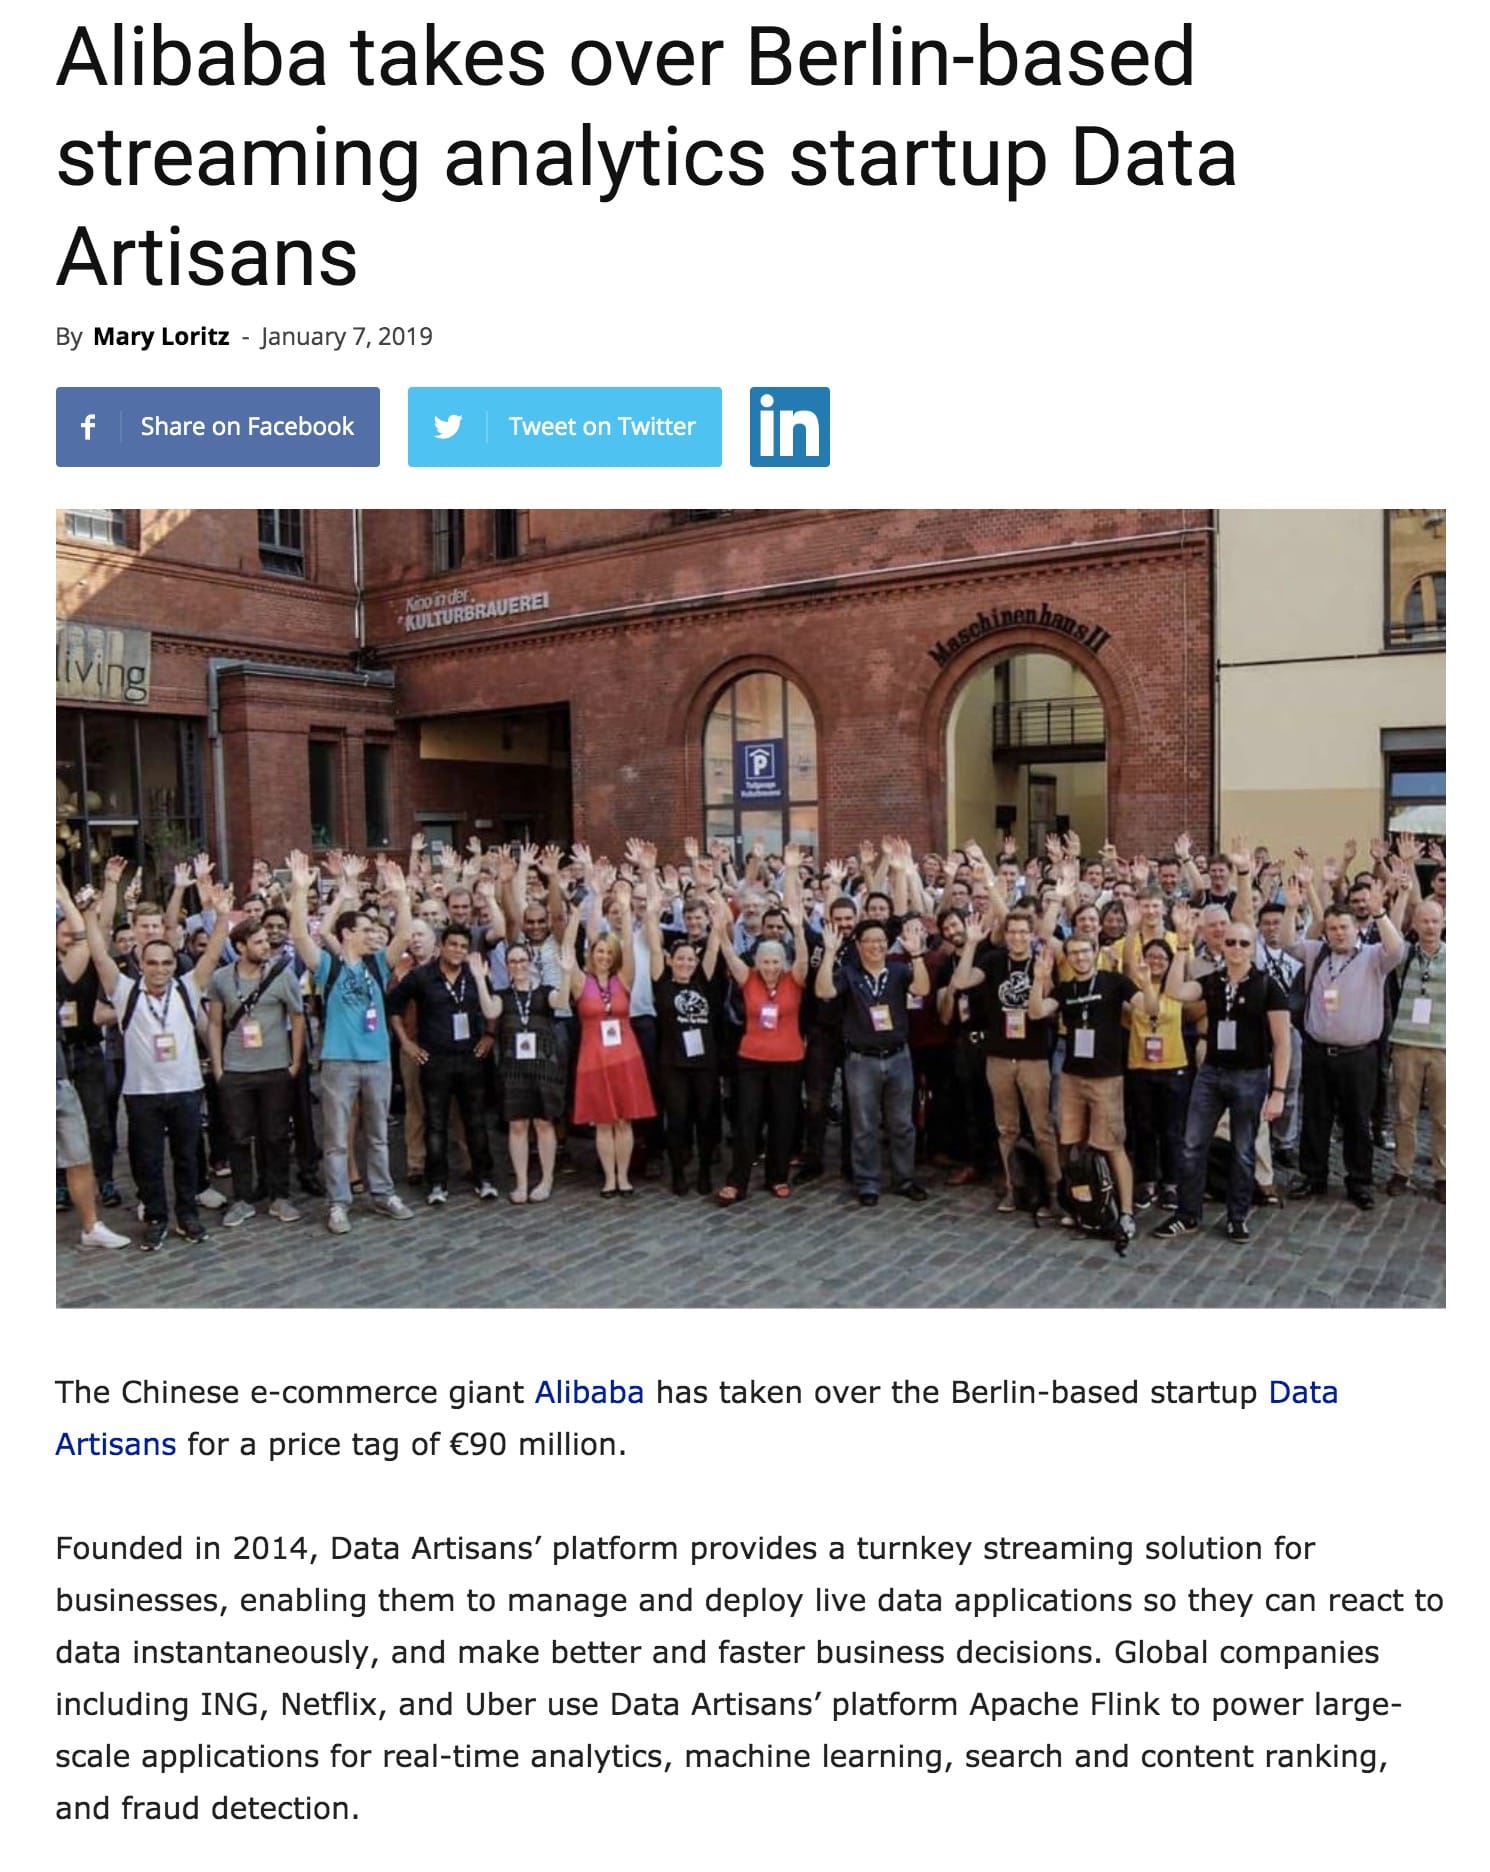 Alibaba takes over Berlin-based
streaming analytics startup Data
Artisans
By Mary Loritz - January 7, 2019
f Share on Facebook
Tweet on Twitter
in
Kino in der
KULTURBRAUEREI
Maschinenhaus II
living
P
The Chinese e-commerce giant Alibaba has taken over the Berlin-based startup Data
Artisans for a price tag of €90 million.
Founded in 2014, Data Artisans’ platform provides a turnkey streaming solution for
businesses, enabling them to manage and deploy live data applications so they can react to
data instantaneously, and make better and faster business decisions. Global companies
including ING, Netflix, and Uber use Data Artisans’ platform Apache Flink to power large-
scale applications for real-time analytics, machine learning, search and content ranking,
and fraud detection.